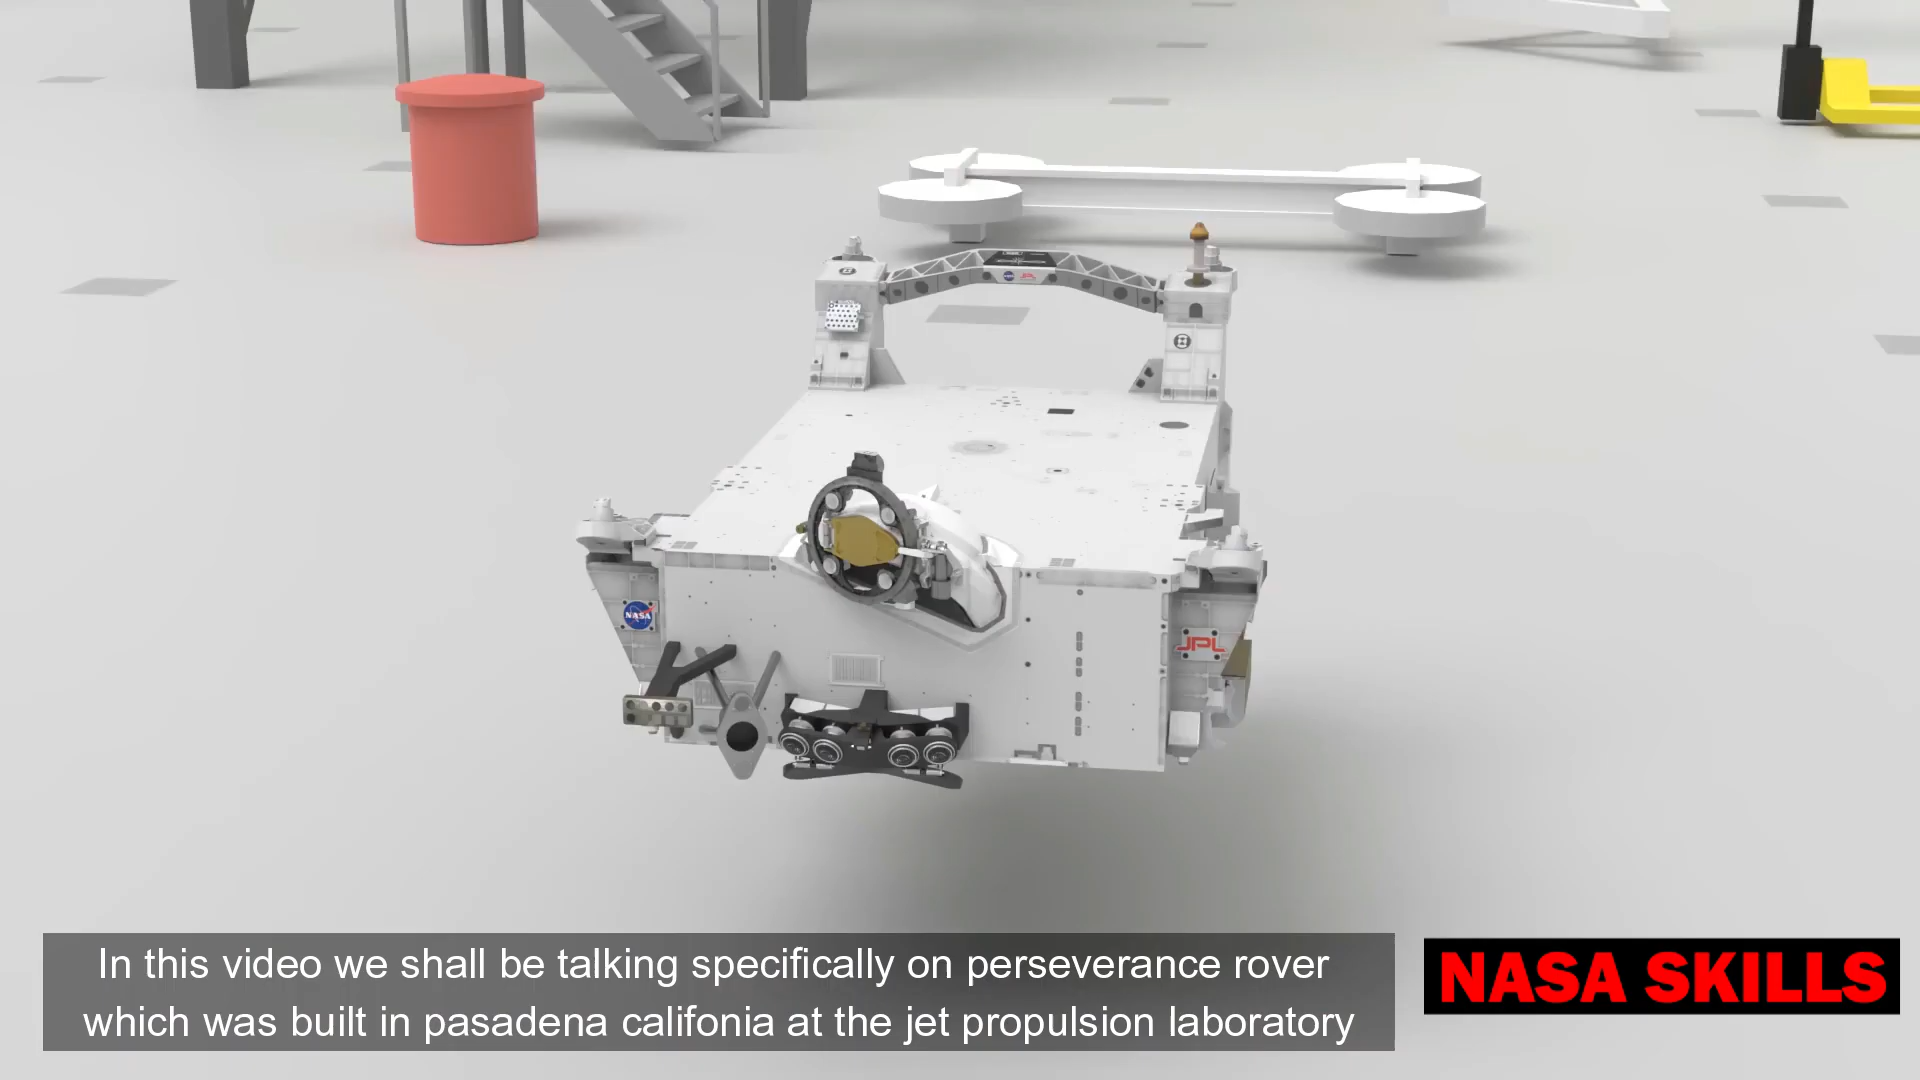 NASA
JPL
In this video we shall be talking specifically on perseverance rover
which was built in pasadena califonia at the jet propulsion laboratory
NASA SKILLS